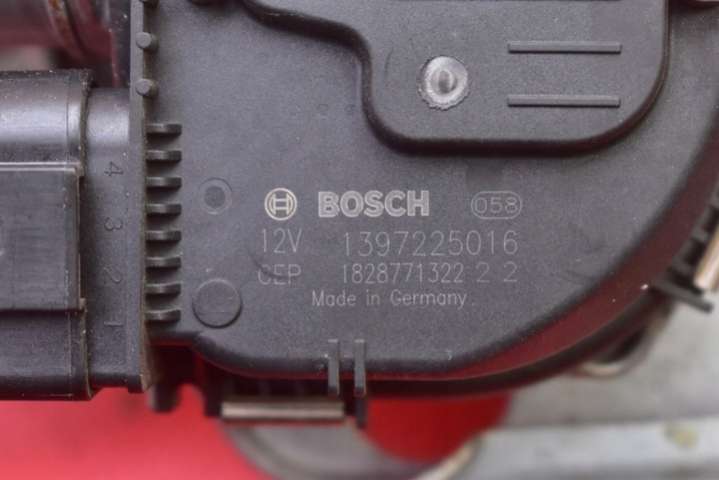 4 3 2 1
BOSCH 058
12V 1397225016
CEP 1828771322 2 2
Made in Germany